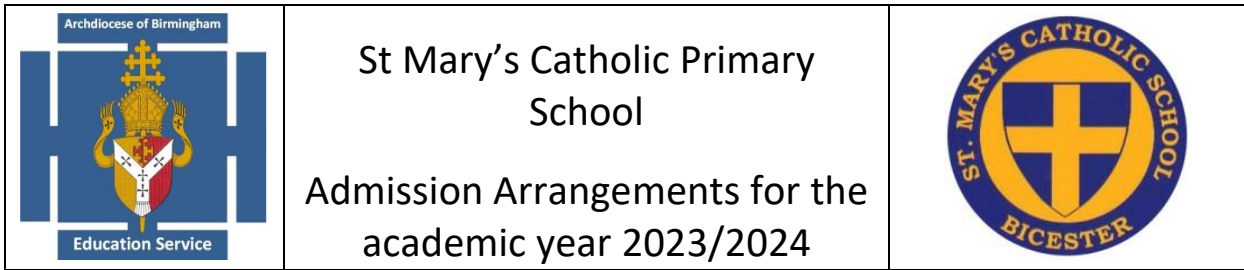 Archdiocese of Birmingham
Education Service
St Mary’s Catholic Primary
School
Admission Arrangements for the
academic year 2023/2024
ST. MARY'S CATHOLIC SCHOOL
BICESTER